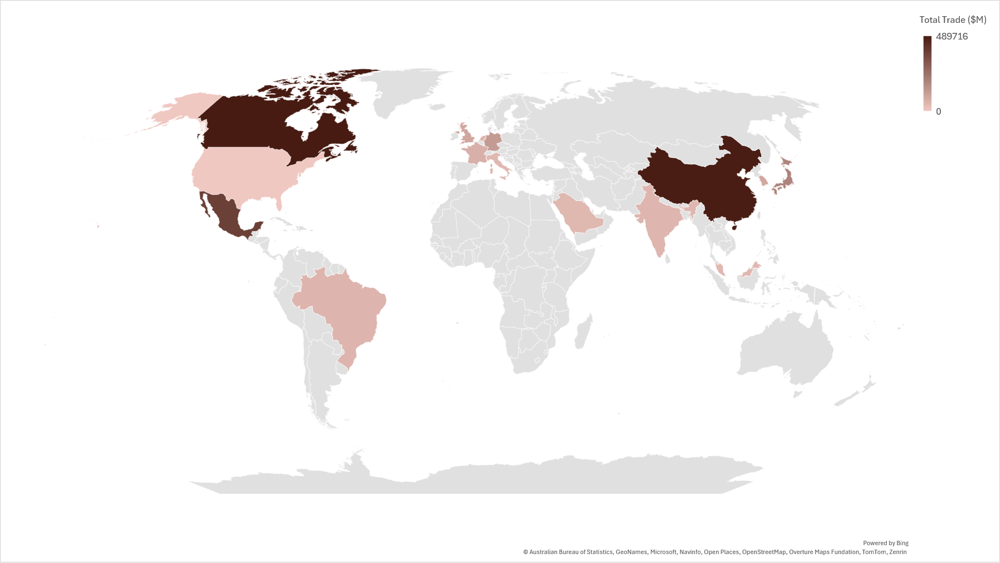 Total Trade ($M)
489716
0
Powered by Bing
© Australian Bureau of Statistics, GeoNames, Microsoft, Navinfo, Open Places, OpenStreetMap, Overture Maps Fundation, TomTom, Zenrin